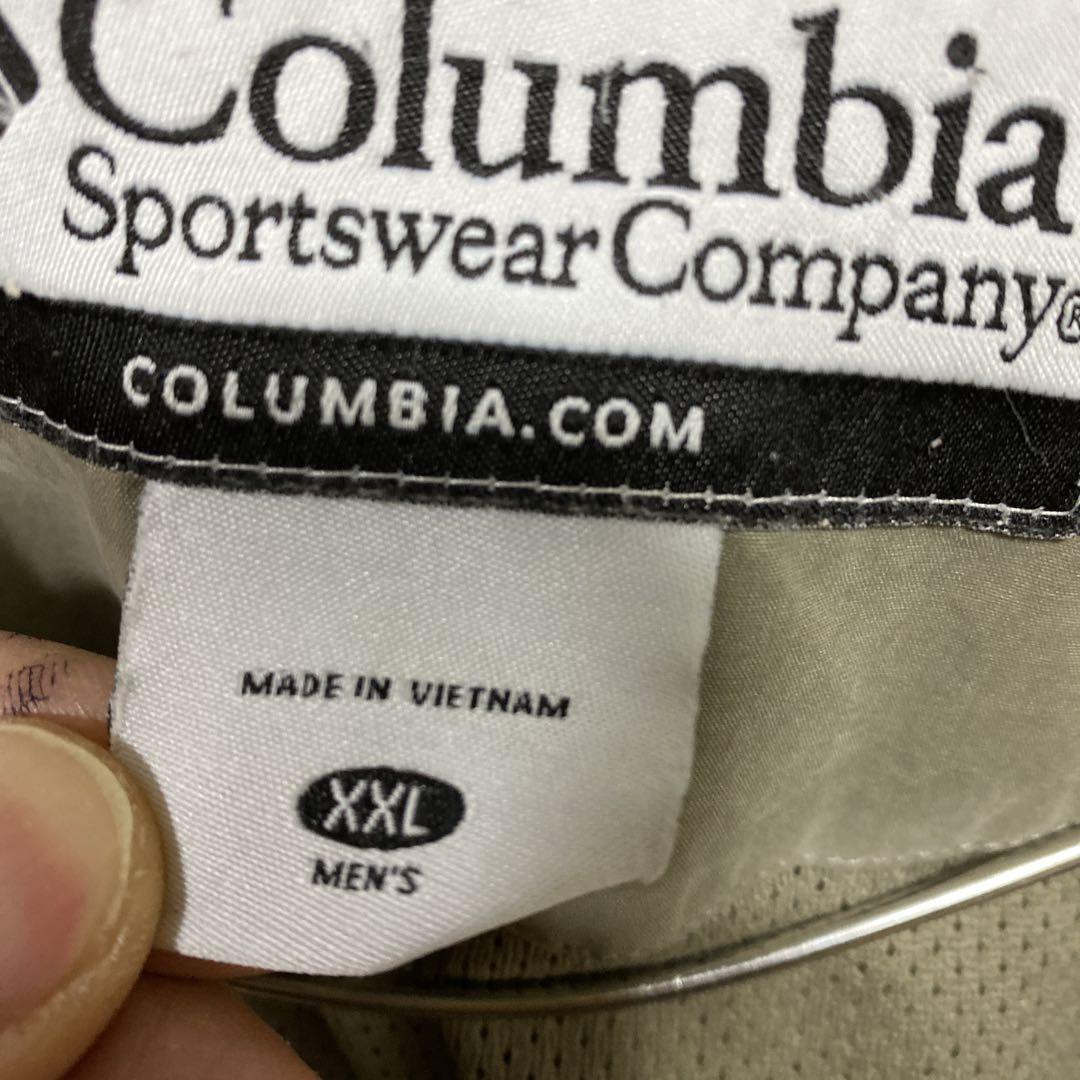 Columbia
Sportswear Company®
COLUMBIA.COM
MADE IN VIETNAM
XXL
MEN'S